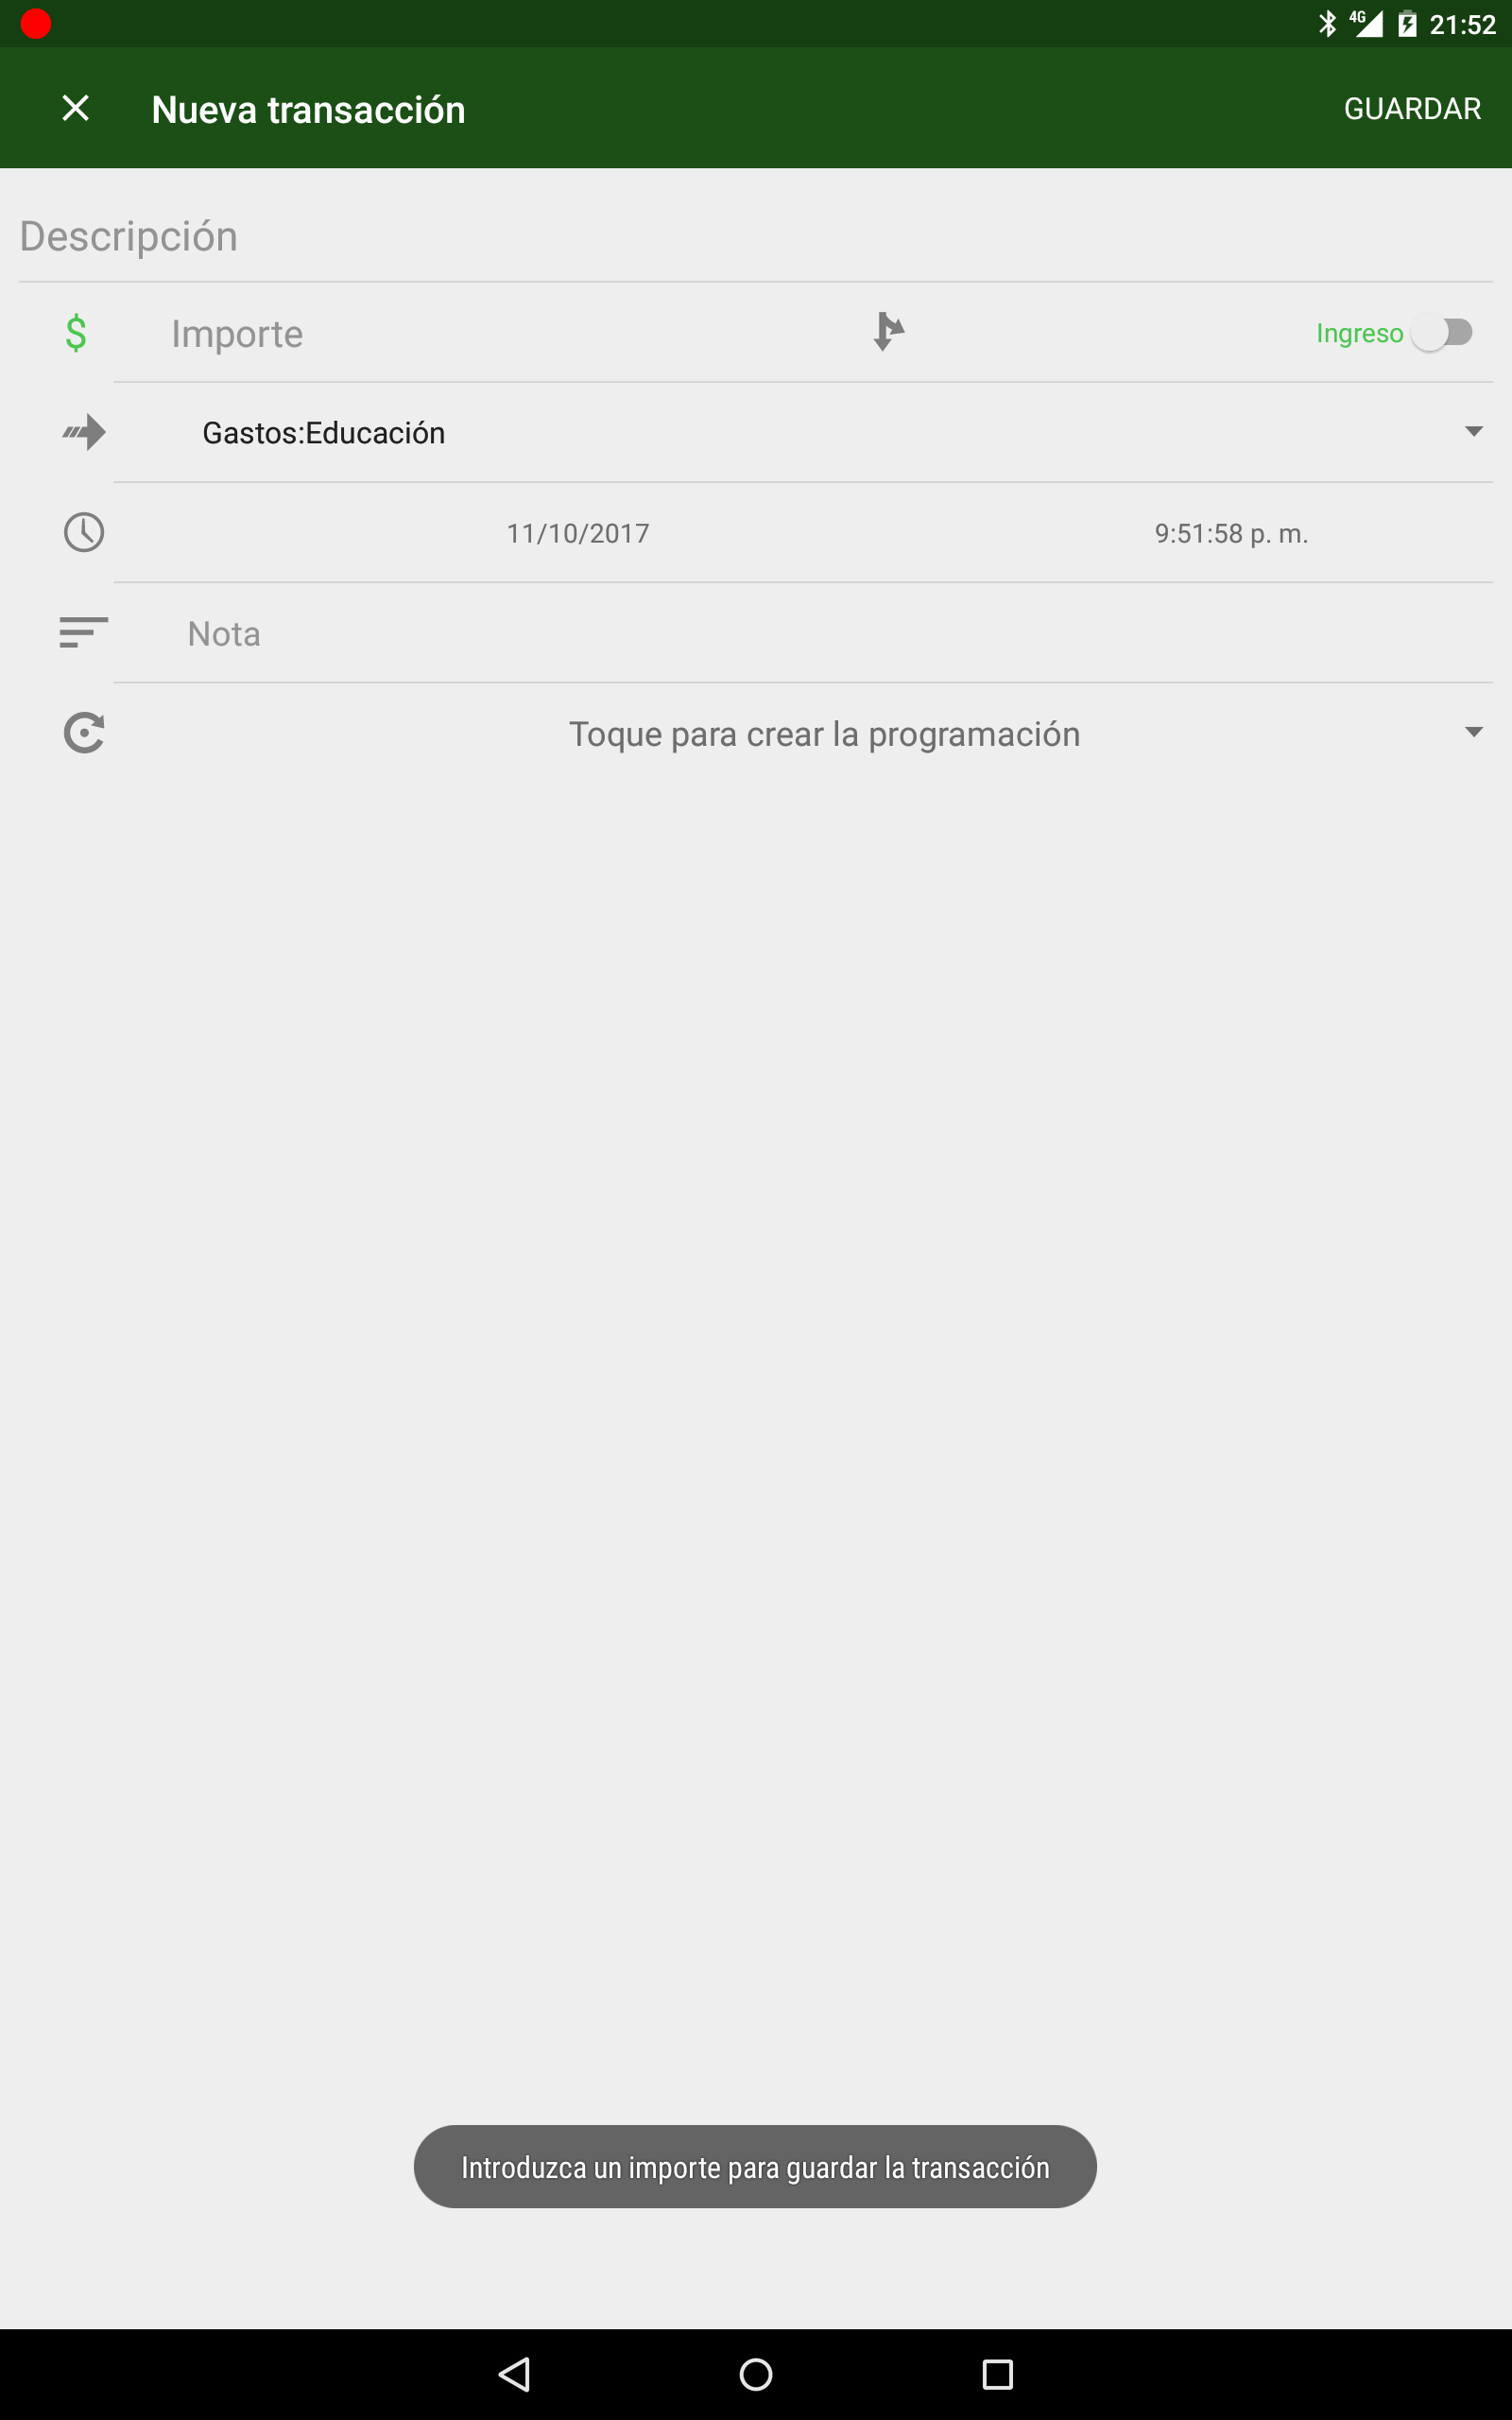 4G 21:52
Nueva transacción GUARDAR
Descripción
$ Importe Ingreso
Gastos:Educación
11/10/2017 9:51:58 p. m.
Nota
Toque para crear la programación
Introduzca un importe para guardar la transacción